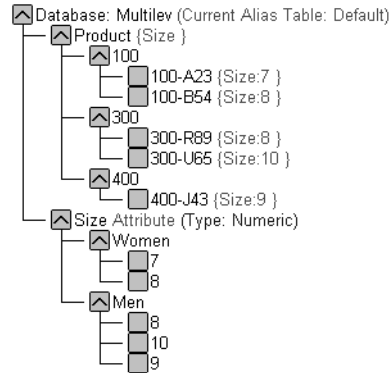 Database: Multilev (Current Alias Table: Default)
Product {Size }
100
100-A23 {Size:7 }
100-B54 {Size:8 }
300
300-R89 {Size:8 }
300-U65 {Size:10 }
400
400-J43 {Size:9 }
Size Attribute (Type: Numeric)
Women
7
8
Men
8
10
9